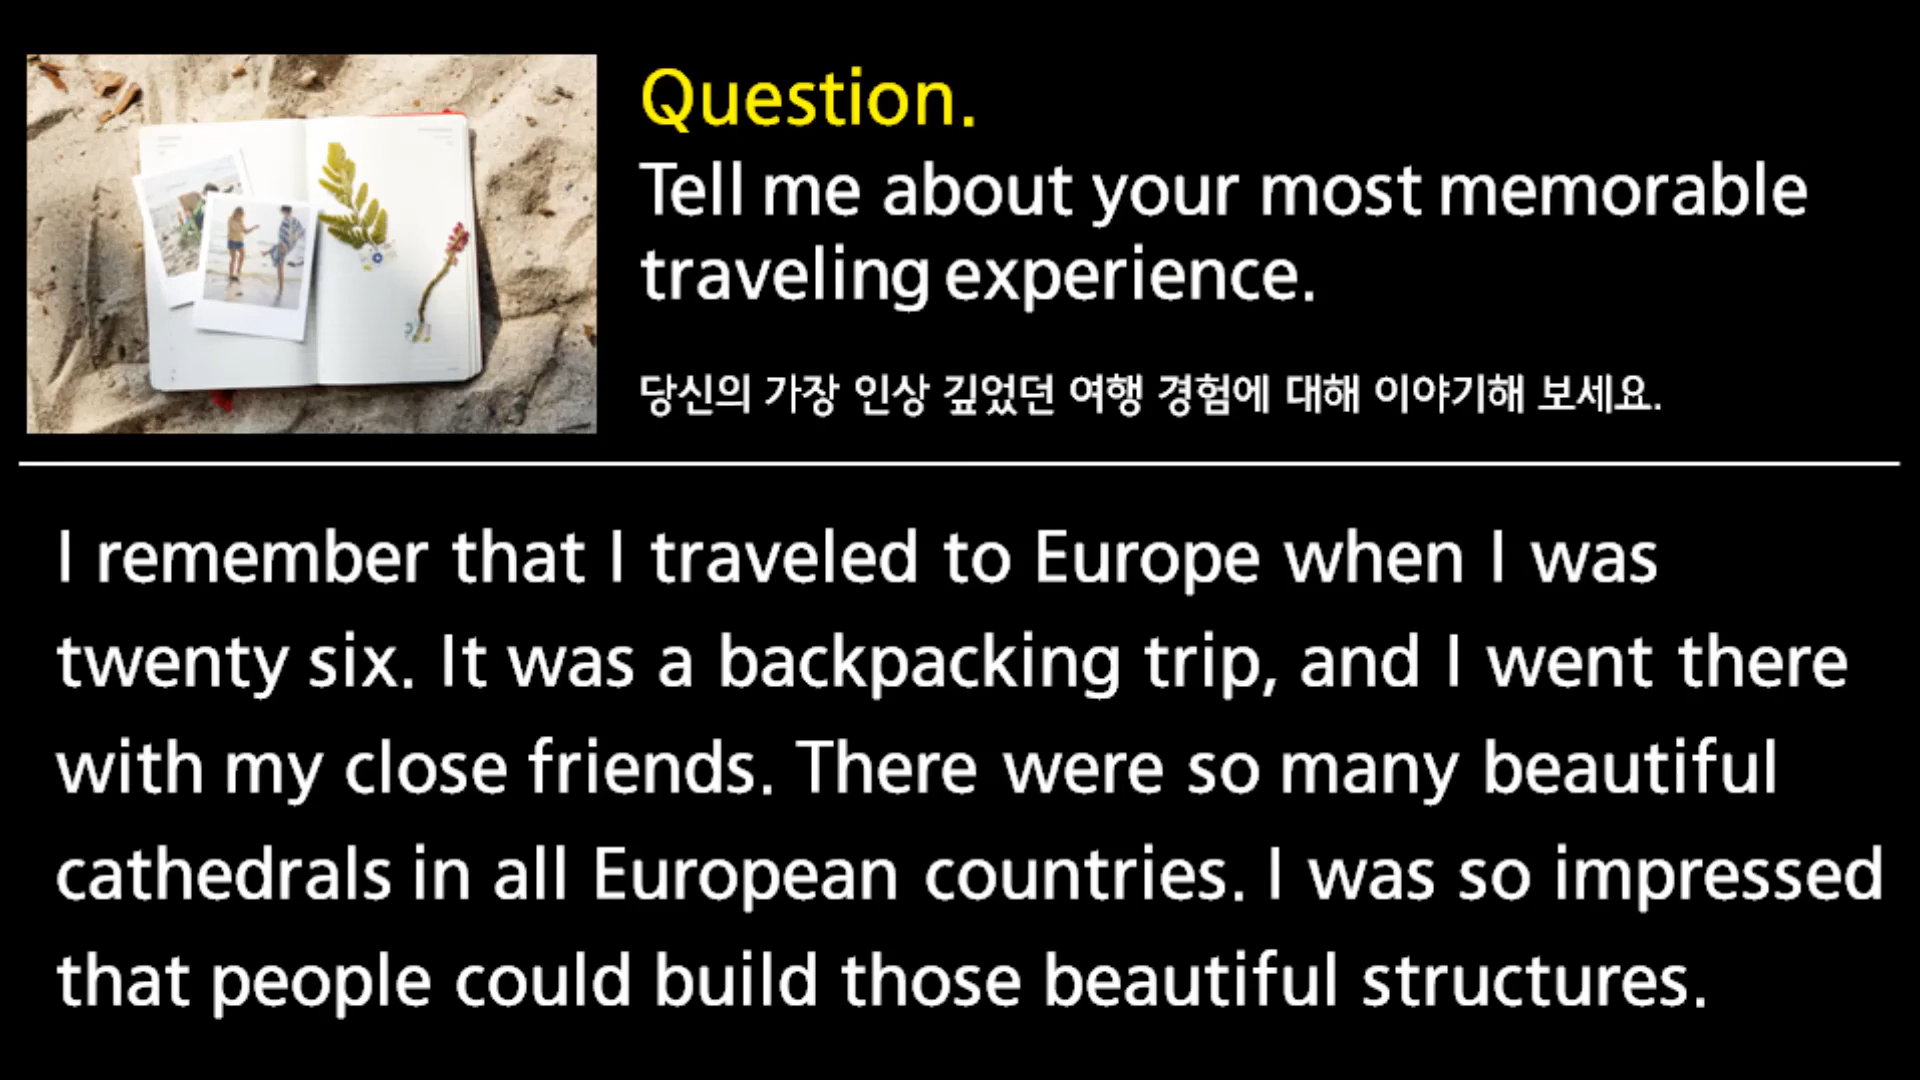 Question.
Tell me about your most memorable
traveling experience.
당신의 가장 인상 깊었던 여행 경험에 대해 이야기해 보세요.
I remember that I traveled to Europe when I was
twenty six. It was a backpacking trip, and I went there
with my close friends. There were so many beautiful
cathedrals in all European countries. I was so impressed
that people could build those beautiful structures.